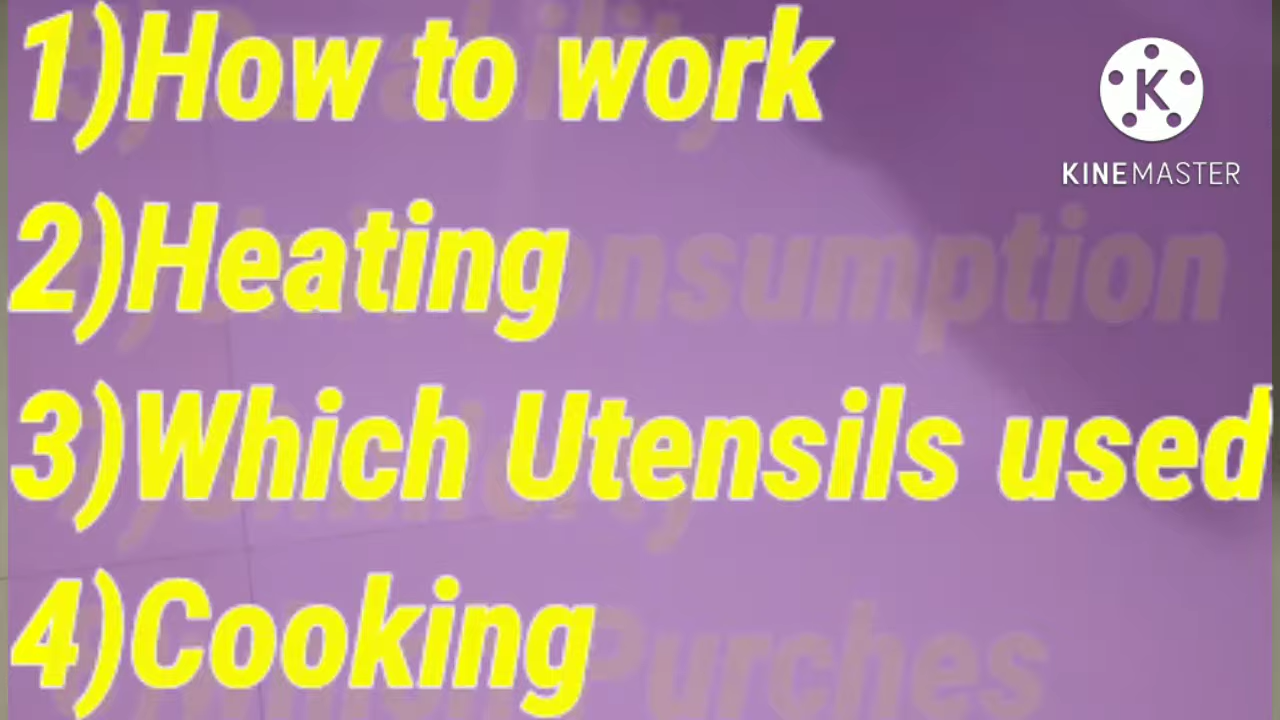 1)How to work
KINEMASTER
2)Heating
3)Which Utensils used
4)Cooking